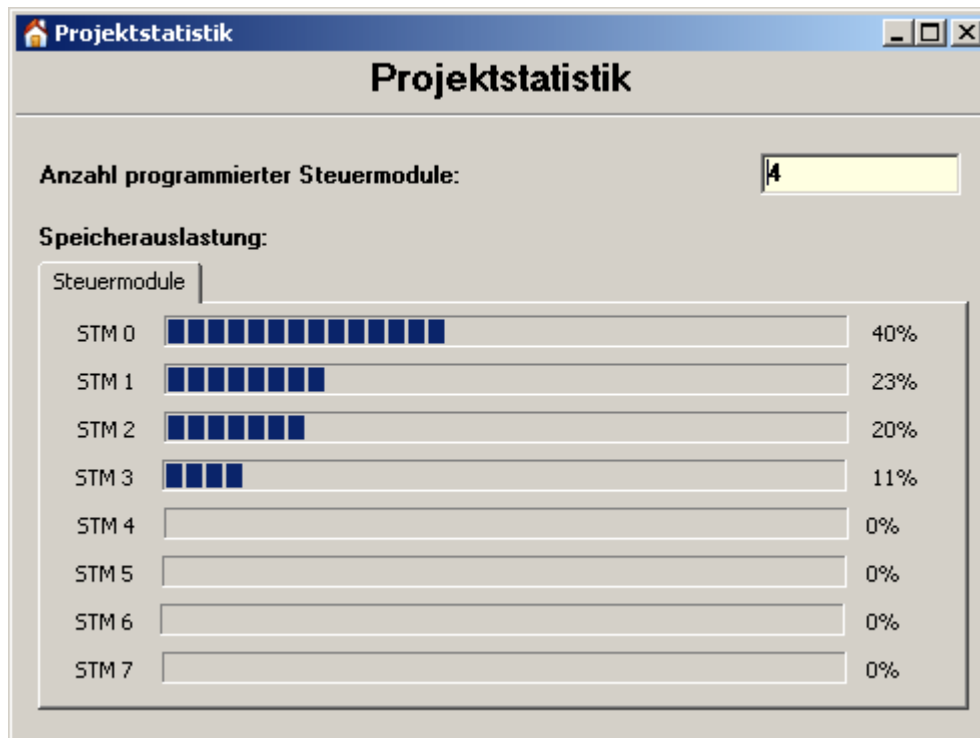 Projektstatistik
Projektstatistik
Anzahl programmierter Steuermodule: 4
Speicherauslastung:
Steuermodule
STM 0 40%
STM 1 23%
STM 2 20%
STM 3 11%
STM 4 0%
STM 5 0%
STM 6 0%
STM 7 0%